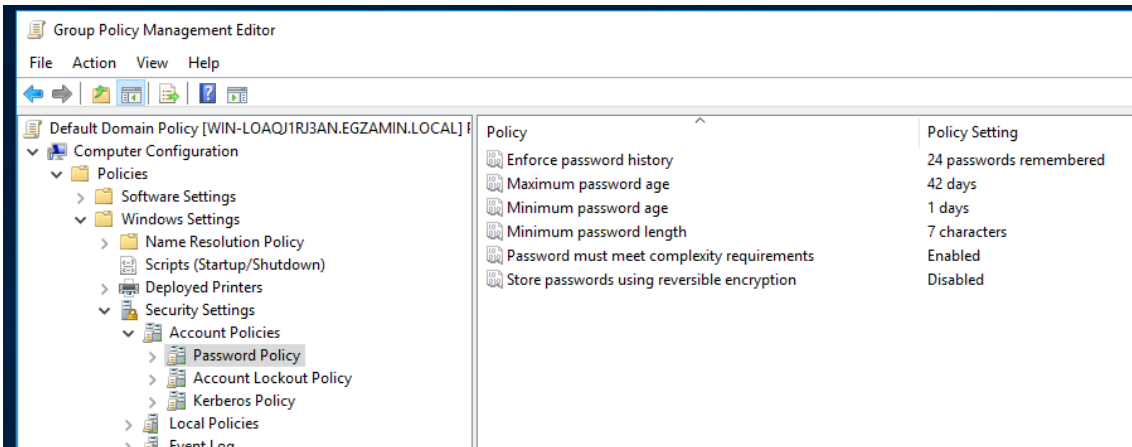 Group Policy Management Editor
File Action View Help
Default Domain Policy [WIN-LOAQJ1RJ3AN.EGZAMIN.LOCAL]
Computer Configuration
Policies
Software Settings
Windows Settings
Name Resolution Policy
Scripts (Startup/Shutdown)
Deployed Printers
Security Settings
Account Policies
Password Policy
Account Lockout Policy
Kerberos Policy
Local Policies
Event Log
Policy Policy Setting
Enforce password history 24 passwords remembered
Maximum password age 42 days
Minimum password age 1 days
Minimum password length 7 characters
Password must meet complexity requirements Enabled
Store passwords using reversible encryption Disabled